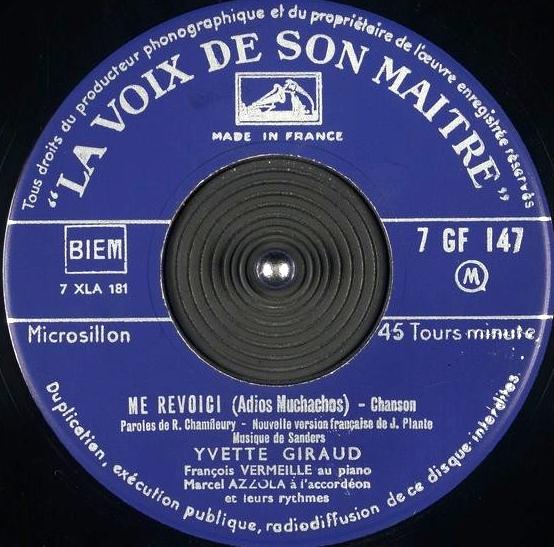 Tous droits du producteur phonographique et du propriétaire de l'œuvre enregistrée réservés
"LA VOIX DE SON MAITRE"
MADE IN FRANCE
BIEM
7 XLA 181
7 GF 147
M
Microsillon
45 Tours minute
ME REVOICI (Adios Muchachos) - Chanson
Paroles de R. Chamfleury - Nouvelle version française de J. Plante
Musique de Sanders
YVETTE GIRAUD
François VERMEILLE au piano
Marcel AZZOLA à l'accordéon
et leurs rythmes
Duplication, exécution publique, radiodiffusion de ce disque interdites.